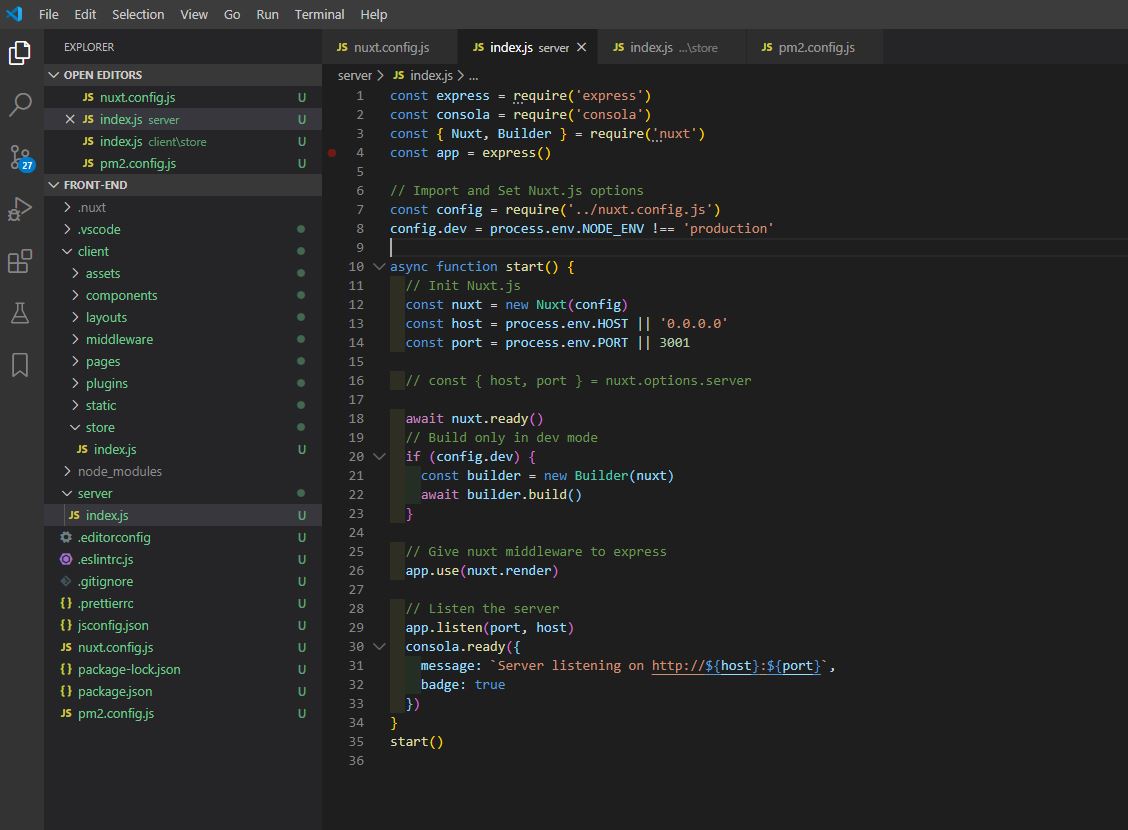 File Edit Selection View Go Run Terminal Help
EXPLORER
OPEN EDITORS
JS nuxt.config.js U
JS index.js server U
JS index.js client\store U
JS pm2.config.js U
FRONT-END
.nuxt
.vscode
client
assets
components
layouts
middleware
pages
plugins
static
store
JS index.js U
node_modules
server
JS index.js U
.editorconfig U
.eslintrc.js U
.gitignore U
{} .prettierrc U
{} jsconfig.json U
JS nuxt.config.js U
{} package-lock.json U
{} package.json U
JS pm2.config.js U
27
JS nuxt.config.js JS index.js server JS index.js ...\store JS pm2.config.js
server > JS index.js > ...
1 const express = require('express')
2 const consola = require('consola')
3 const { Nuxt, Builder } = require('nuxt')
4 const app = express()
5
6 // Import and Set Nuxt.js options
7 const config = require('../nuxt.config.js')
8 config.dev = process.env.NODE_ENV !== 'production'
9
10 async function start() {
11 // Init Nuxt.js
12 const nuxt = new Nuxt(config)
13 const host = process.env.HOST || '0.0.0.0'
14 const port = process.env.PORT || 3001
15
16 // const { host, port } = nuxt.options.server
17
18 await nuxt.ready()
19 // Build only in dev mode
20 if (config.dev) {
21 const builder = new Builder(nuxt)
22 await builder.build()
23 }
24
25 // Give nuxt middleware to express
26 app.use(nuxt.render)
27
28 // Listen the server
29 app.listen(port, host)
30 consola.ready({
31 message: `Server listening on http://${host}:${port}`,
32 badge: true
33 })
34 }
35 start()
36